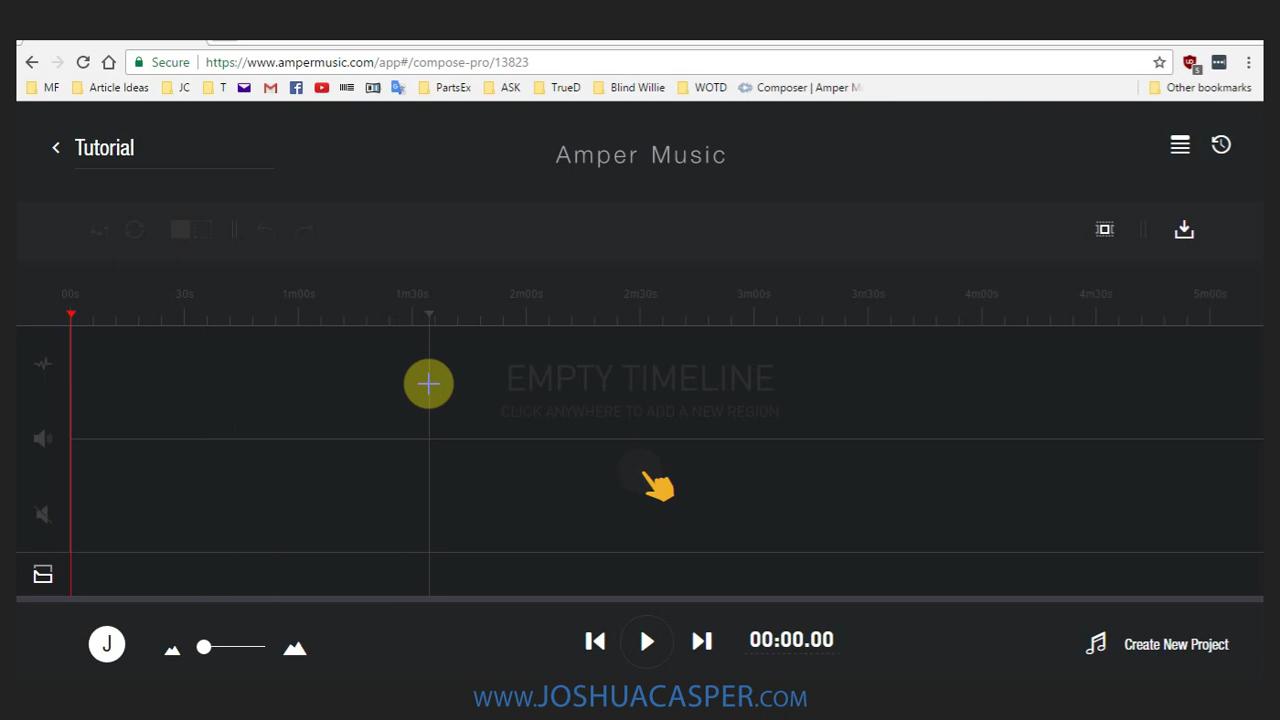 Secure https://www.ampermusic.com/app#/compose-pro/13823
5
MF Article Ideas JC T PartsEx ASK TrueD Blind Willie WOTD Composer | Amper Mu Other bookmarks
Tutorial
Amper Music
00s 30s 1m00s 1m30s 2m00s 2m30s 3m00s 3m30s 4m00s 4m30s 5m00s
EMPTY TIMELINE
CLICK ANYWHERE TO ADD A NEW REGION
J
00:00.00
Create New Project
WWW.JOSHUACASPER.COM